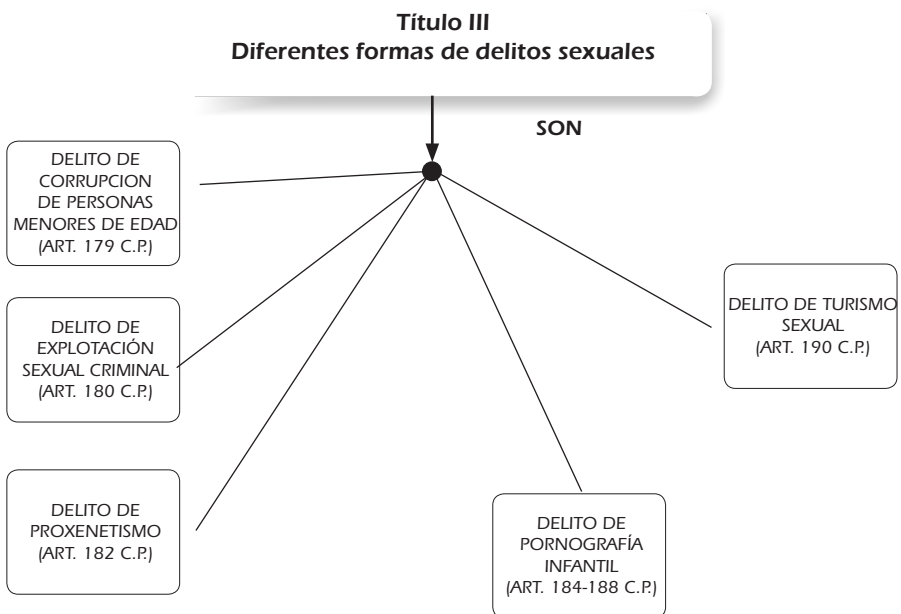 Título III
Diferentes formas de delitos sexuales
SON
DELITO DE
CORRUPCION
DE PERSONAS
MENORES DE EDAD
(ART. 179 C.P.)
DELITO DE
EXPLOTACIÓN
SEXUAL CRIMINAL
(ART. 180 C.P.)
DELITO DE
PROXENETISMO
(ART. 182 C.P.)
DELITO DE
PORNOGRAFÍA
INFANTIL
(ART. 184-188 C.P.)
DELITO DE TURISMO
SEXUAL
(ART. 190 C.P.)